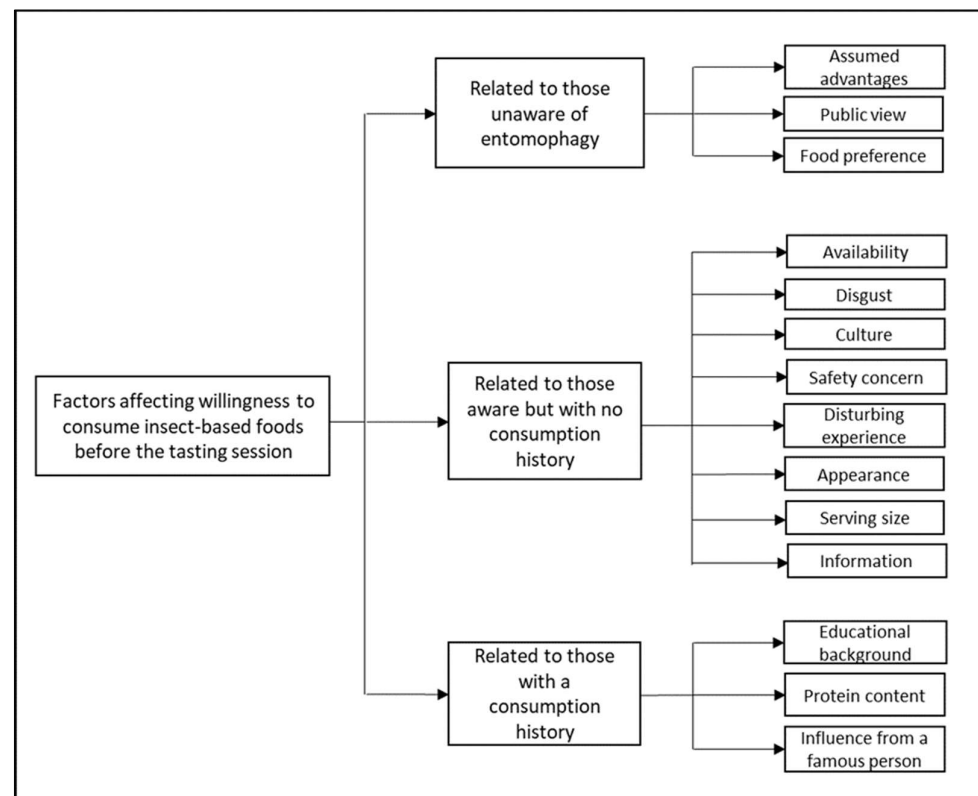 Factors affecting willingness to
consume insect-based foods
before the tasting session
Related to those
unaware of
entomophagy
Assumed
advantages
Public view
Food preference
Related to those
aware but with no
consumption
history
Availability
Disgust
Culture
Safety concern
Disturbing
experience
Appearance
Serving size
Information
Related to those
with a
consumption
history
Educational
background
Protein content
Influence from a
famous person